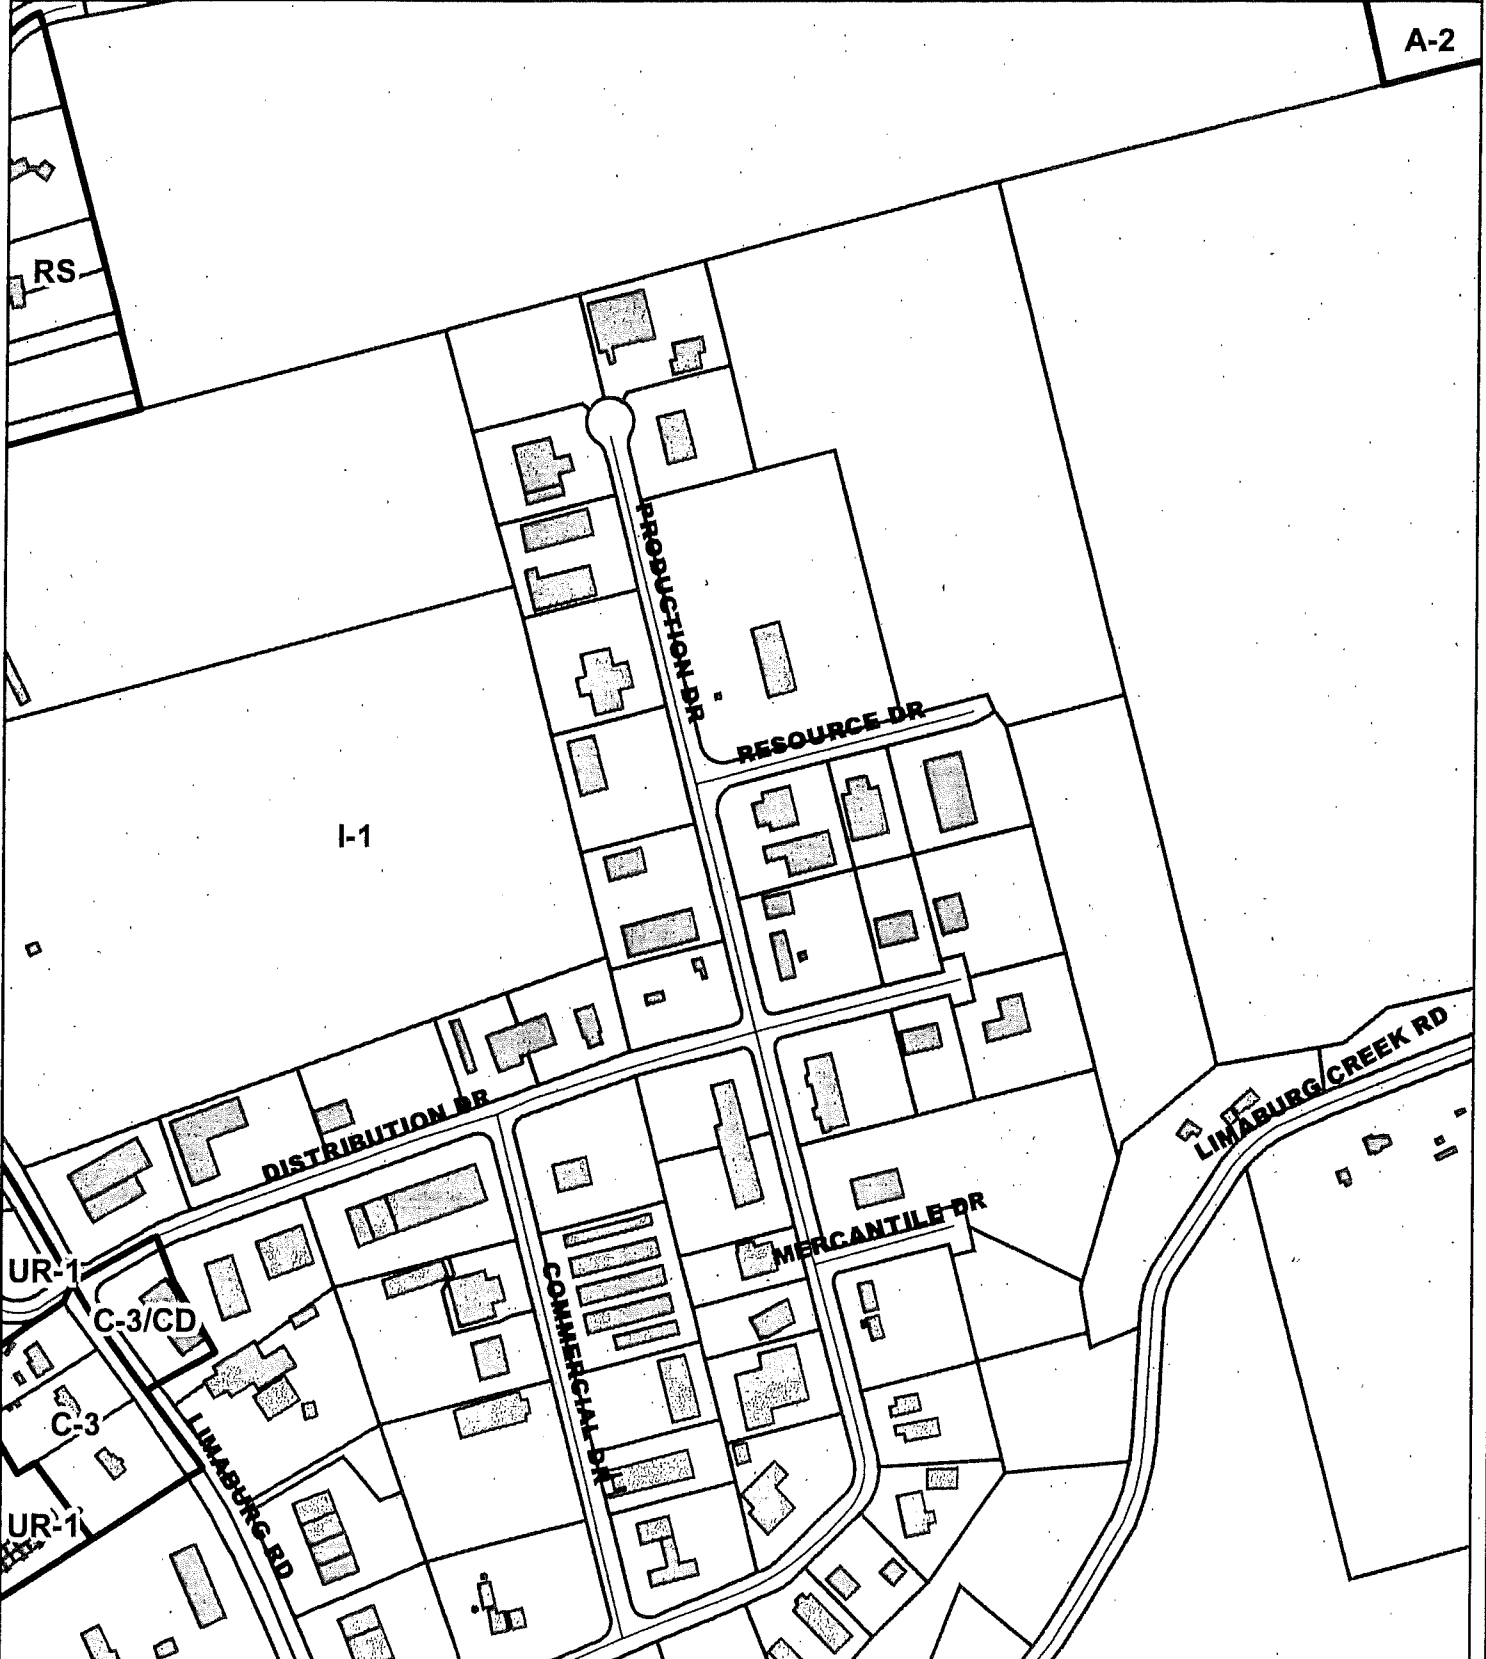 A-2
RS
PRODUCTION DR
RESOURCE DR
I-1
LIMABURG CREEK RD
DISTRIBUTION DR
MERCANTILE DR
UR-1
C-3/CD
COMMERCIAL DR
C-3
LIMABURG RD
UR-1